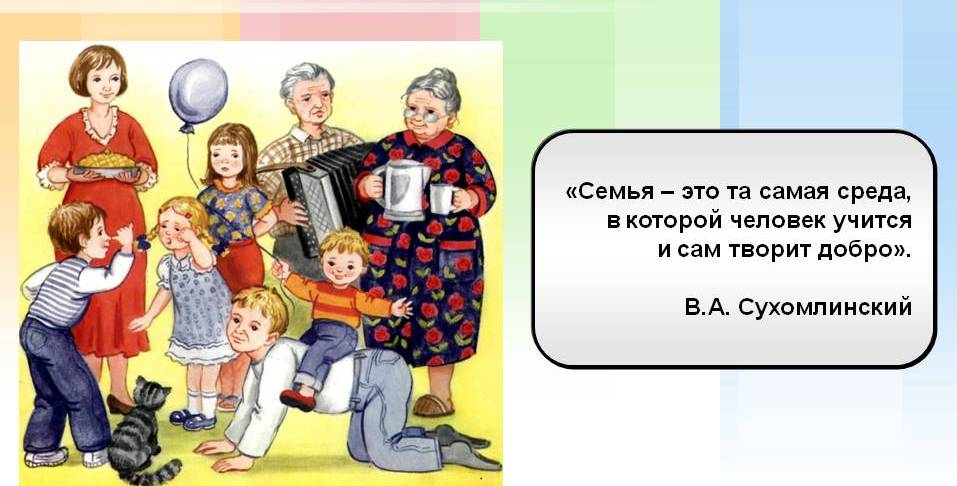 «Семья – это та самая среда,
в которой человек учится
и сам творит добро».
В.А. Сухомлинский